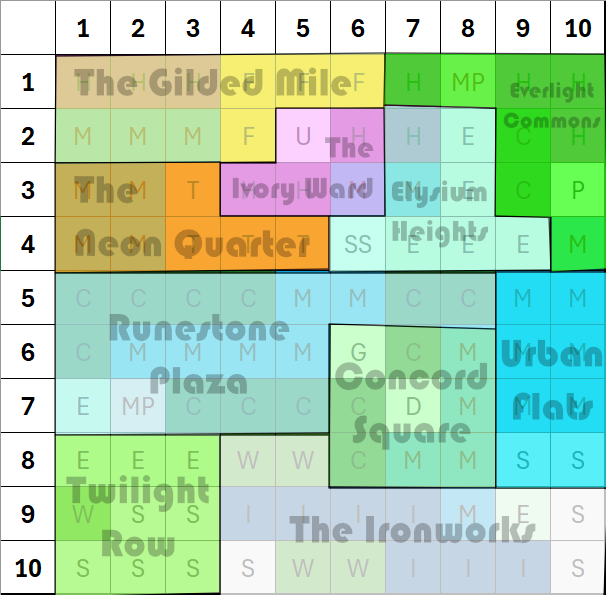 1 2 3 4 5 6 7 8 9 10
1 H H H F F F H MP H H
The Gilded Mile
Everlight
Commons
2 M M M F U H H E C H
The
Ivory Ward
3 M M T H E C P
The
Neon Quarter
Elysium
Heights
4 M M T T T SS E E E M
5 C C C C M M C C M M
Runestone
Plaza
6 C M M M M G C M M M
Urban
Flats
Concord
Square
7 E MP C C C C D M M M
8 E E E W W C M M S S
Twilight
Row
9 W S S I I I I M E S
The Ironworks
10 S S S S W W I I I S